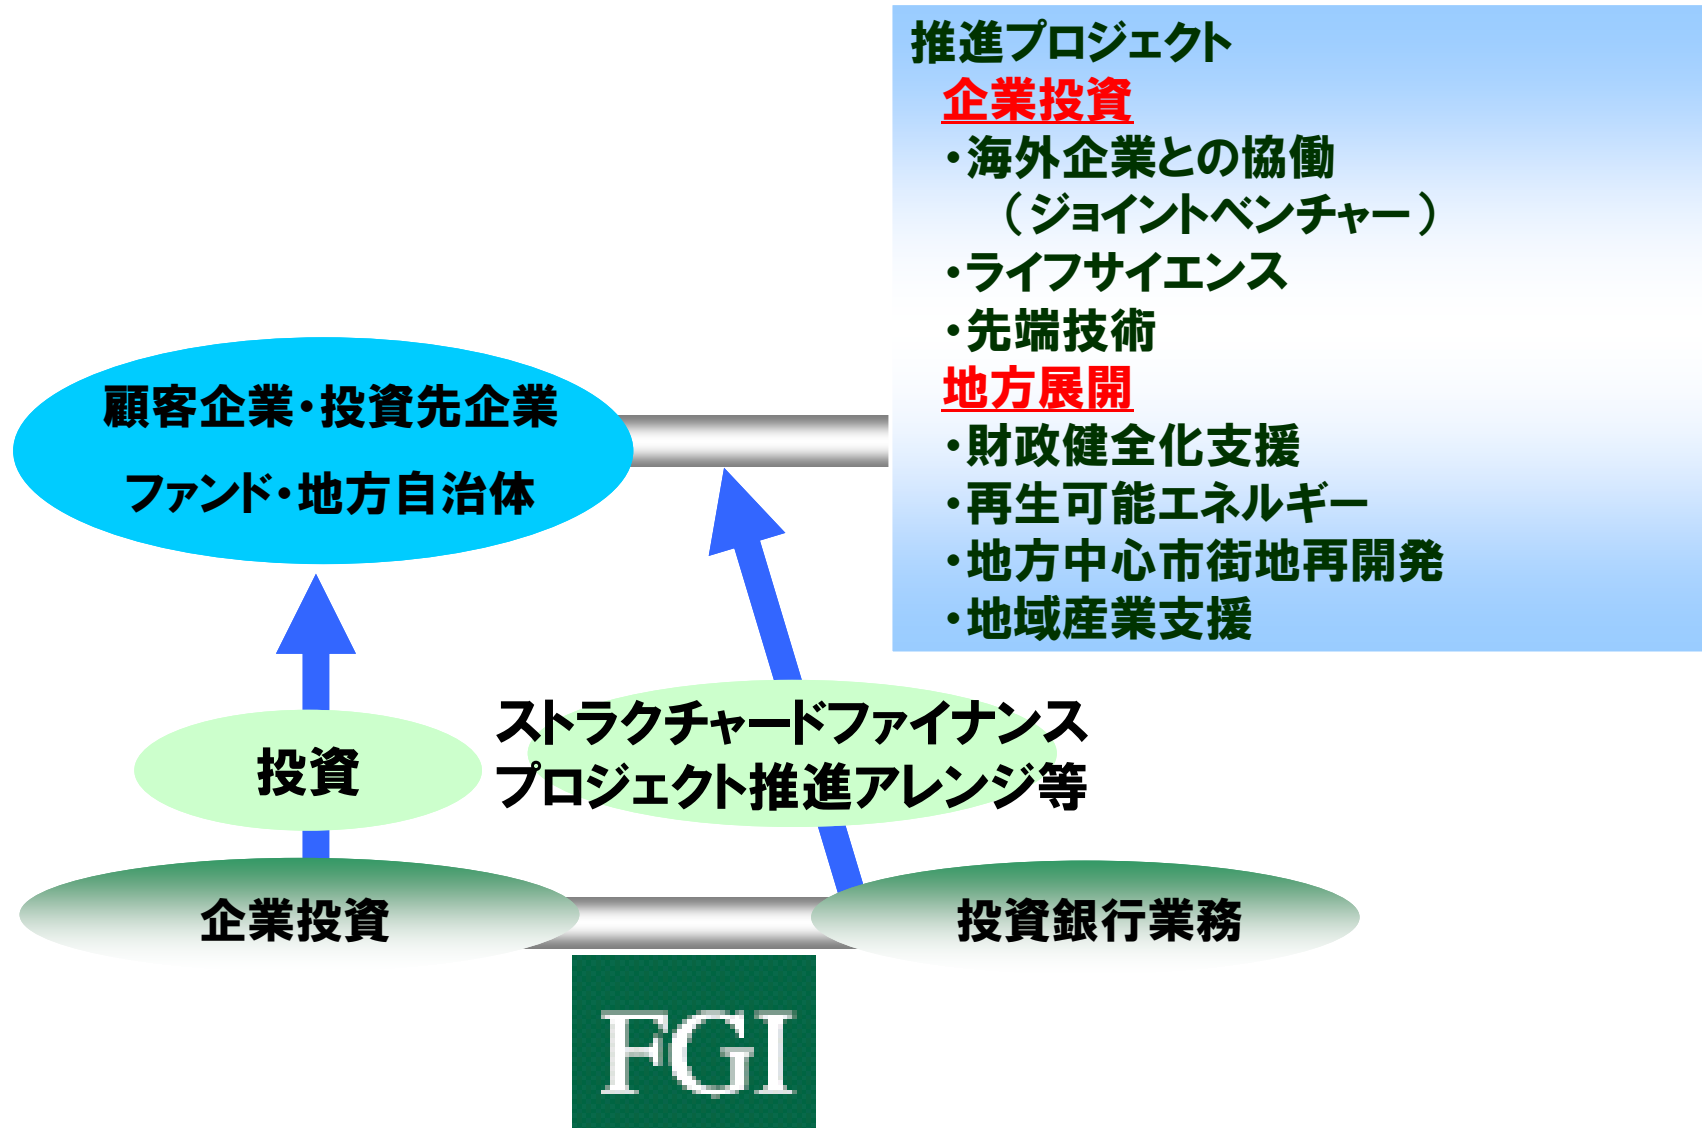 推進プロジェクト
企業投資
・海外企業との協働
（ジョイントベンチャー）
・ライフサイエンス
・先端技術
地方展開
・財政健全化支援
・再生可能エネルギー
・地方中心市街地再開発
・地域産業支援
顧客企業・投資先企業
ファンド・地方自治体
投資
ストラクチャードファイナンス
プロジェクト推進アレンジ等
企業投資
投資銀行業務
FGI